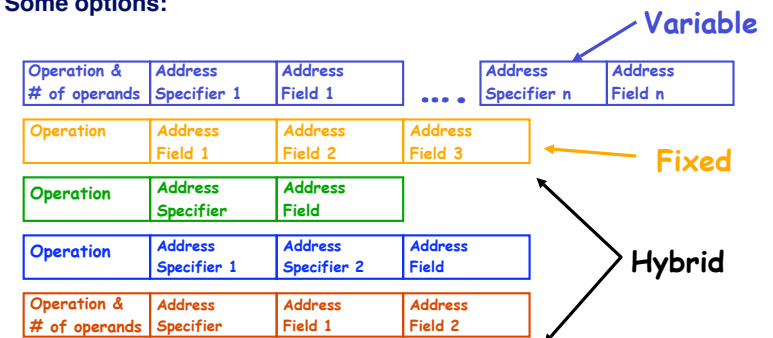 Some options:
Variable
Operation & # of operands
Address Specifier 1
Address Field 1
.... 
Address Specifier n
Address Field n
Operation
Address Field 1
Address Field 2
Address Field 3
Fixed
Operation
Address Specifier
Address Field
Operation
Address Specifier 1
Address Specifier 2
Address Field
Hybrid
Operation & # of operands
Address Specifier
Address Field 1
Address Field 2